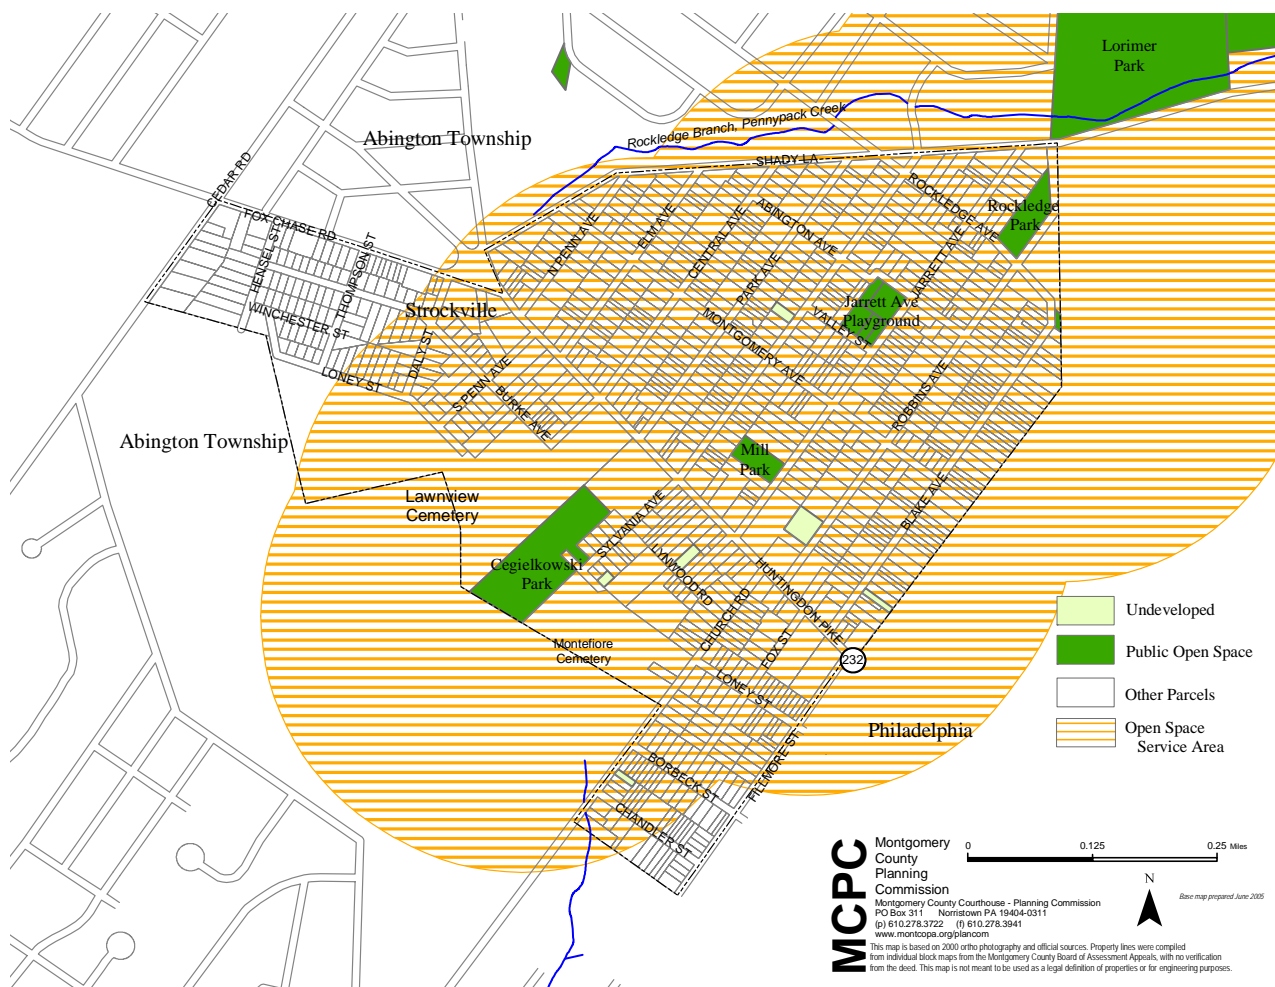 Lorimer
Park
Rockledge Branch, Pennypack Creek
Abington Township
SHADY LA
CEDAR RD
FOX CHASE RD
ROCKLEDGE AVE
Rockledge
Park
N PENN AVE
ELM AVE
CENTRAL AVE
ABINGTON AVE
PARK AVE
JARRETT AVE
HENSEL ST
THOMPSON ST
Strockville
Jarrett Ave
Playground
VALLEY ST
WINCHESTER ST
MONTGOMERY AVE
DALY ST
LONEY ST
S PENN AVE
BURKE AVE
ROBBINS AVE
Abington Township
Mill
Park
Lawnview
Cemetery
SYLVANIA AVE
BLAKE AVE
Cegielkowski
Park
LYNWOOD RD
CHURCH RD
HUNTINGDON PIKE
FOX ST
Montefiore
Cemetery
232
LONEY ST
Philadelphia
FILLMORE ST
BORBECK ST
CHANDLER ST
Undeveloped
Public Open Space
Other Parcels
Open Space
Service Area
MCPC
Montgomery
County
Planning
Commission
0 0.125 0.25 Miles
N
Base map prepared June 2005
Montgomery County Courthouse - Planning Commission
PO Box 311 Norristown PA 19404-0311
(p) 610.278.3722 (f) 610.278.3941
www.montcopa.org/plancom
This map is based on 2000 ortho photography and official sources. Property lines were compiled
from individual block maps from the Montgomery County Board of Assessment Appeals, with no verification
from the deed. This map is not meant to be used as a legal definition of properties or for engineering purposes.